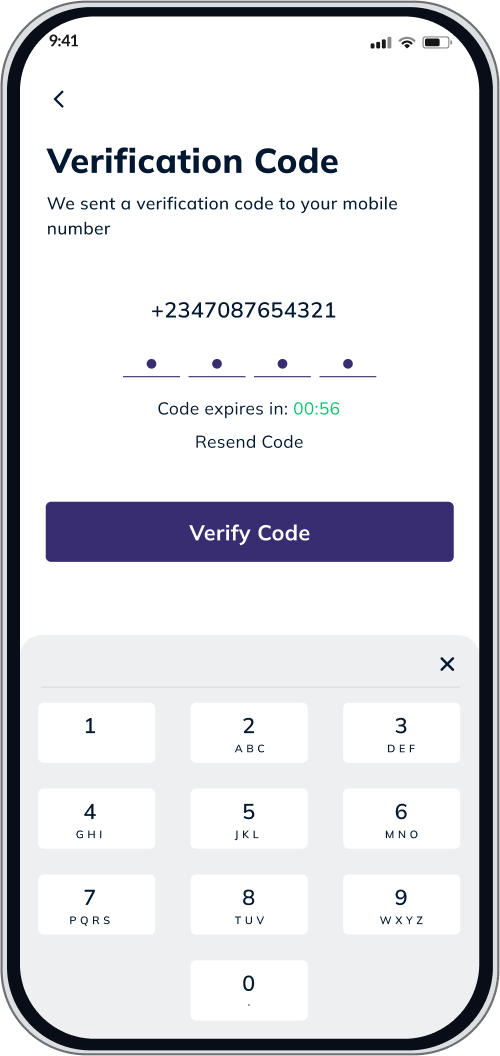 9:41
Verification Code
We sent a verification code to your mobile
number
+2347087654321
Code expires in: 00:56
Resend Code
Verify Code
1 2 3
ABC DEF
4 5 6
GHI JKL MNO
7 8 9
PQRS TUV WXYZ
0
.